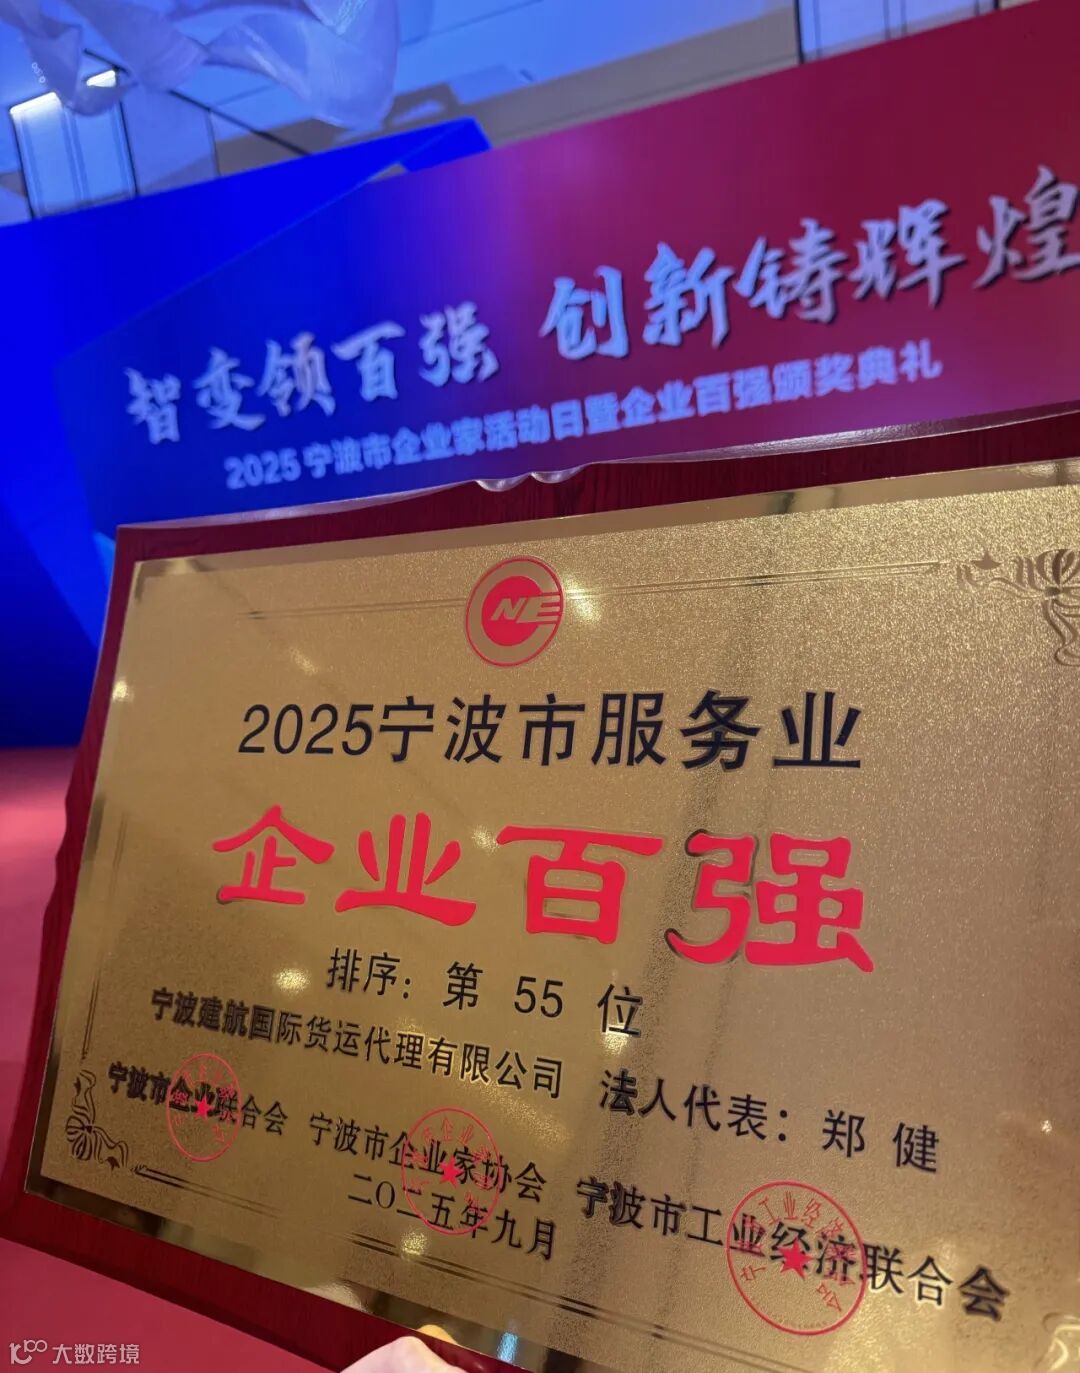 智变领百强 创新铸辉煌
2025宁波市企业家活动日暨企业百强颁奖典礼
CNE
2025宁波市服务业
企业百强
排序：第 55 位
宁波建航国际货运代理有限公司 法人代表：郑 健
宁波市企业联合会 宁波市企业家协会 宁波市工业经济联合会
二〇二五年九月
大数跨境